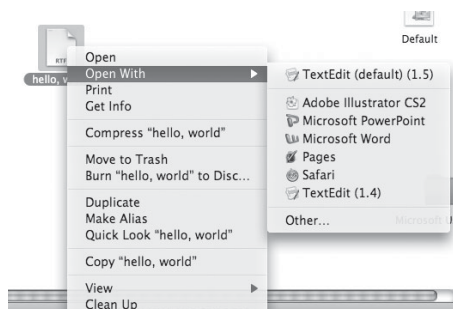 Default
RTF
hello, w
Open
Open With
Print
Get Info
Compress “hello, world”
Move to Trash
Burn “hello, world” to Disc...
Duplicate
Make Alias
Quick Look “hello, world”
Copy “hello, world”
View
Clean Up
TextEdit (default) (1.5)
Adobe Illustrator CS2
Microsoft PowerPoint
Microsoft Word
Pages
Safari
TextEdit (1.4)
Other...
Microsoft U